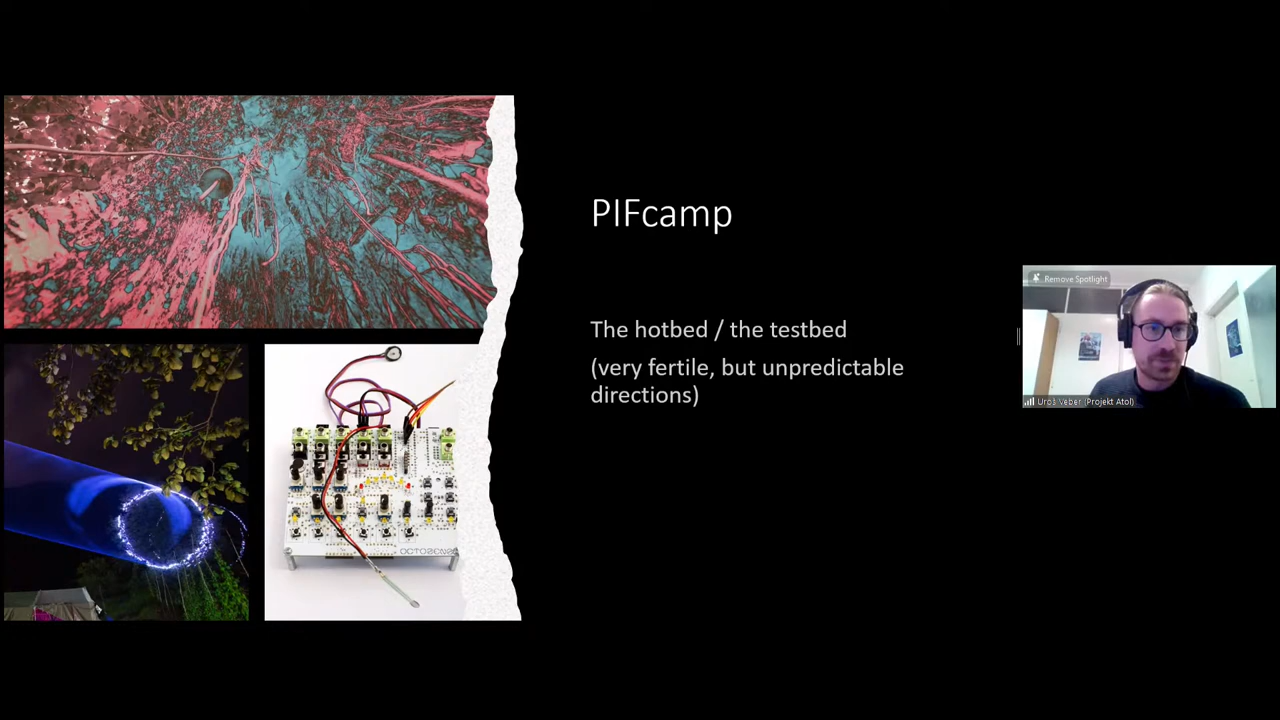 PIFcamp
The hotbed / the testbed
(very fertile, but unpredictable
directions)
Remove Spotlight
Uroš Veber (Projekt Atol)